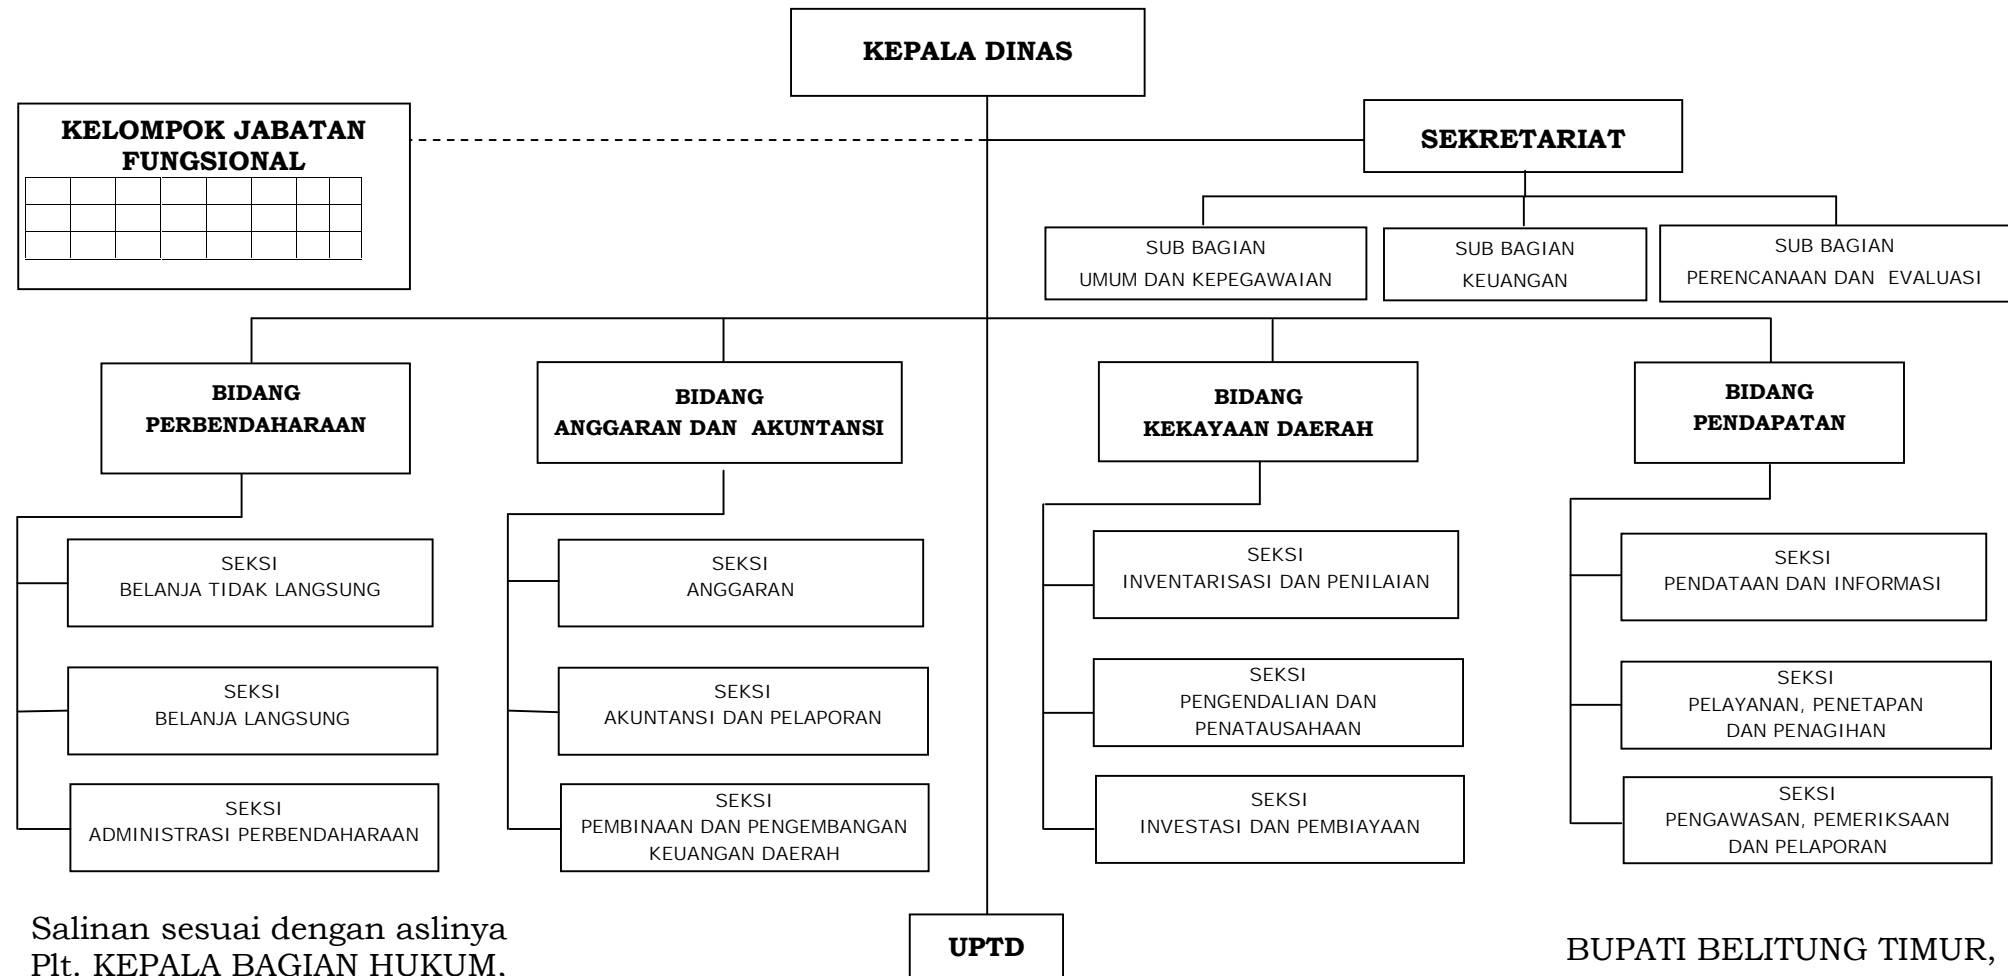 KEPALA DINAS
KELOMPOK JABATAN
FUNGSIONAL
SEKRETARIAT
SUB BAGIAN
UMUM DAN KEPEGAWAIAN
SUB BAGIAN
KEUANGAN
SUB BAGIAN
PERENCANAAN DAN EVALUASI
BIDANG
PERBENDAHARAAN
BIDANG
ANGGARAN DAN AKUNTANSI
BIDANG
KEKAYAAN DAERAH
BIDANG
PENDAPATAN
SEKSI
BELANJA TIDAK LANGSUNG
SEKSI
BELANJA LANGSUNG
SEKSI
ADMINISTRASI PERBENDAHARAAN
SEKSI
ANGGARAN
SEKSI
AKUNTANSI DAN PELAPORAN
SEKSI
PEMBINAAN DAN PENGEMBANGAN
KEUANGAN DAERAH
SEKSI
INVENTARISASI DAN PENILAIAN
SEKSI
PENGENDALIAN DAN
PENATAUSAHAAN
SEKSI
INVESTASI DAN PEMBIAYAAN
SEKSI
PENDATAAN DAN INFORMASI
SEKSI
PELAYANAN, PENETAPAN
DAN PENAGIHAN
SEKSI
PENGAWASAN, PEMERIKSAAN
DAN PELAPORAN
Salinan sesuai dengan aslinya
Plt. KEPALA BAGIAN HUKUM,
UPTD
BUPATI BELITUNG TIMUR,